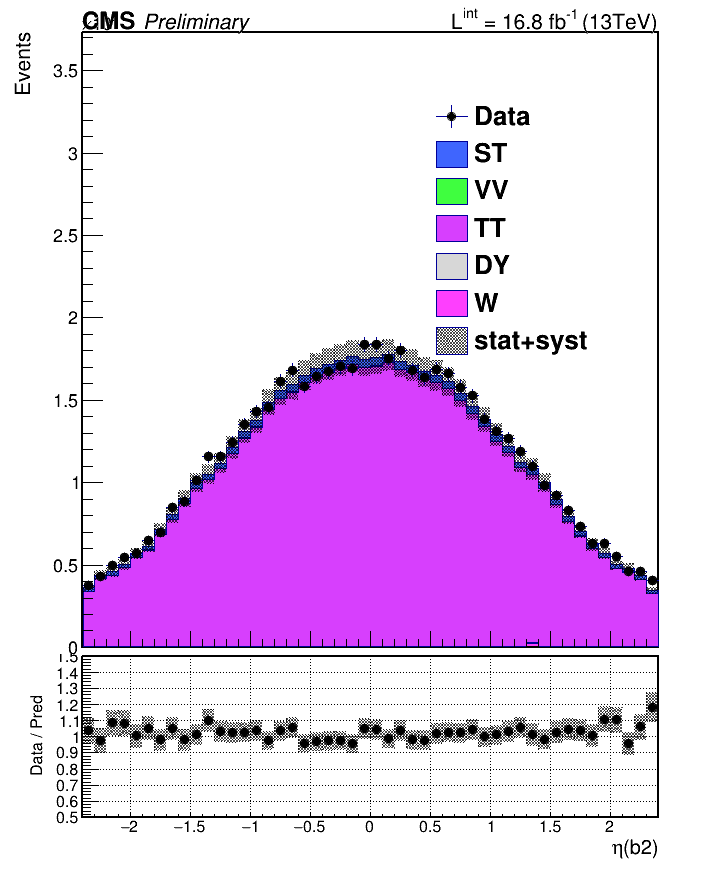 CMS Preliminary L^int = 16.8 fb^-1 (13TeV)
Events
3.5
3
2.5
2
1.5
1
0.5
0
Data
ST
VV
TT
DY
W
stat+syst
Data / Pred
1.5
1.4
1.3
1.2
1.1
1
0.9
0.8
0.7
0.6
0.5
−2 −1.5 −1 −0.5 0 0.5 1 1.5 2
η(b2)